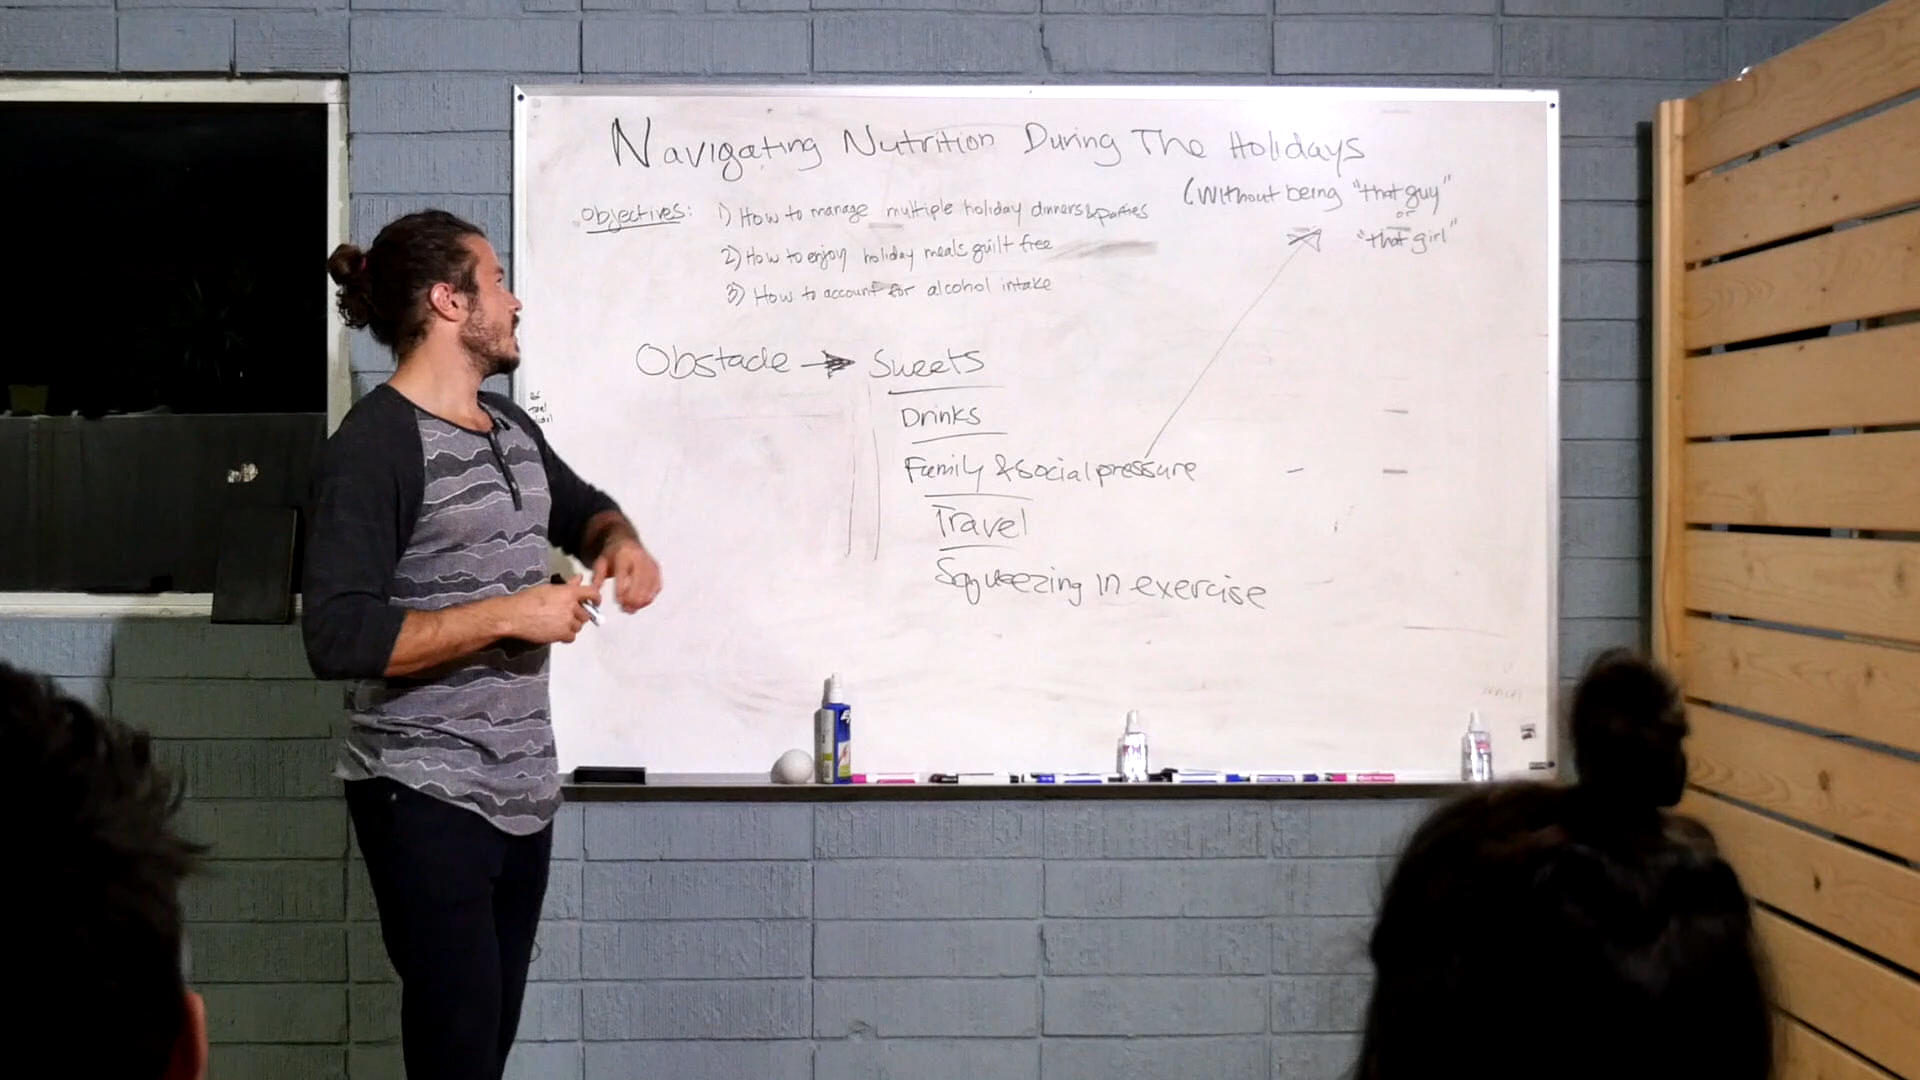 Navigating Nutrition During The Holidays
(Without being "that guy"
or
"that girl"
Objectives: 1) How to manage multiple holiday dinners & parties
2) How to enjoy holiday meals guilt free
3) How to account for alcohol intake
Obstacle → Sweets
Drinks
Family & social pressure
Travel
Squeezing in exercise